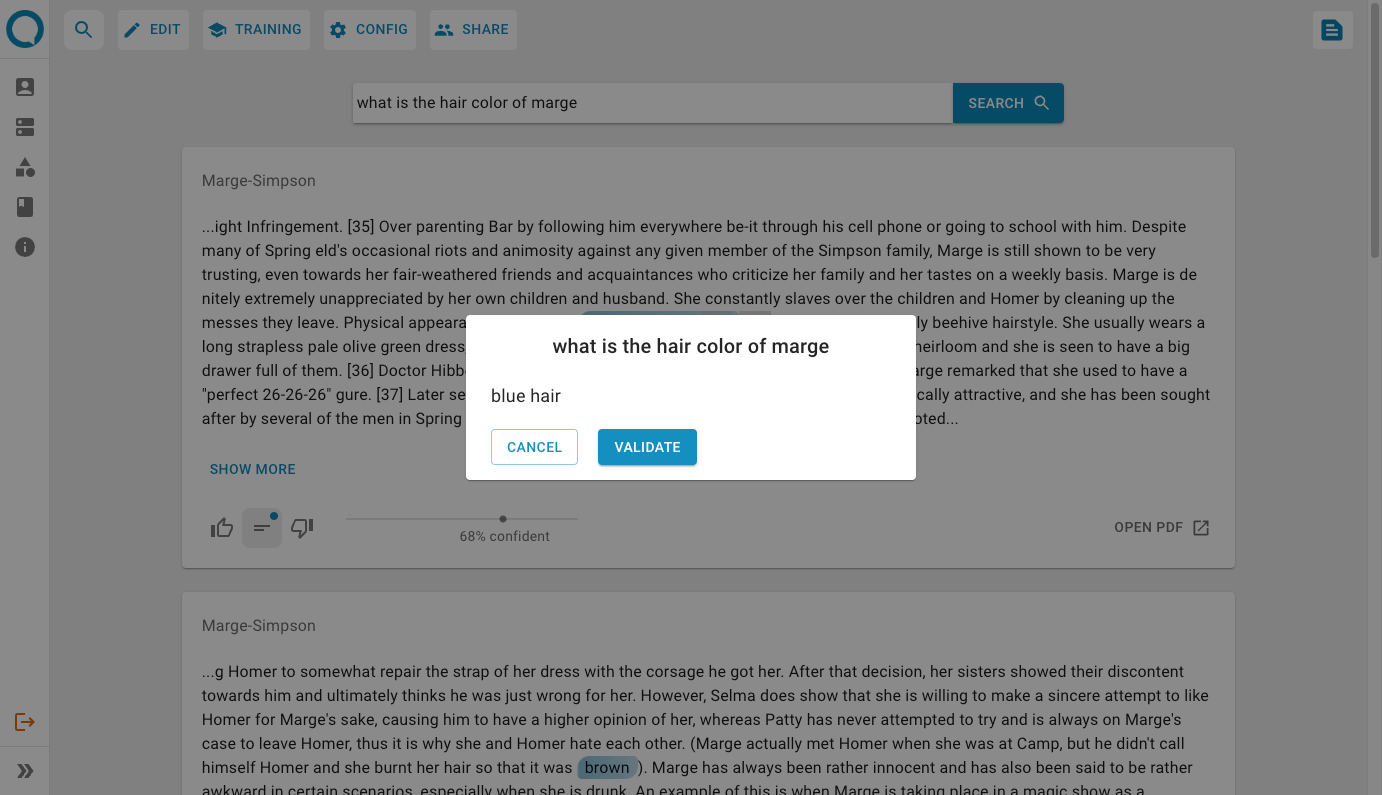 EDIT
TRAINING
CONFIG
SHARE
what is the hair color of marge
SEARCH
Marge-Simpson
...ight Infringement. [35] Over parenting Bar by following him everywhere be-it through his cell phone or going to school with him. Despite
many of Spring eld's occasional riots and animosity against any given member of the Simpson family, Marge is still shown to be very
trusting, even towards her fair-weathered friends and acquaintances who criticize her family and her tastes on a weekly basis. Marge is de
nitely extremely unappreciated by her own children and husband. She constantly slaves over the children and Homer by cleaning up the
messes they leave. Physical appeara ly beehive hairstyle. She usually wears a
long strapless pale olive green dress heirloom and she is seen to have a big
drawer full of them. [36] Doctor Hibbe arge remarked that she used to have a
"perfect 26-26-26" gure. [37] Later se cally attractive, and she has been sought
after by several of the men in Spring oted...
what is the hair color of marge
blue hair
CANCEL
VALIDATE
SHOW MORE
68% confident
OPEN PDF
Marge-Simpson
...g Homer to somewhat repair the strap of her dress with the corsage he got her. After that decision, her sisters showed their discontent
towards him and ultimately thinks he was just wrong for her. However, Selma does show that she is willing to make a sincere attempt to like
Homer for Marge's sake, causing him to have a higher opinion of her, whereas Patty has never attempted to try and is always on Marge's
case to leave Homer, thus it is why she and Homer hate each other. (Marge actually met Homer when she was at Camp, but he didn't call
himself Homer and she burnt her hair so that it was brown ). Marge has always been rather innocent and has also been said to be rather
awkward in certain scenarios, especially when she is drunk. An example of this is when Marge is taking place in a magic show as a